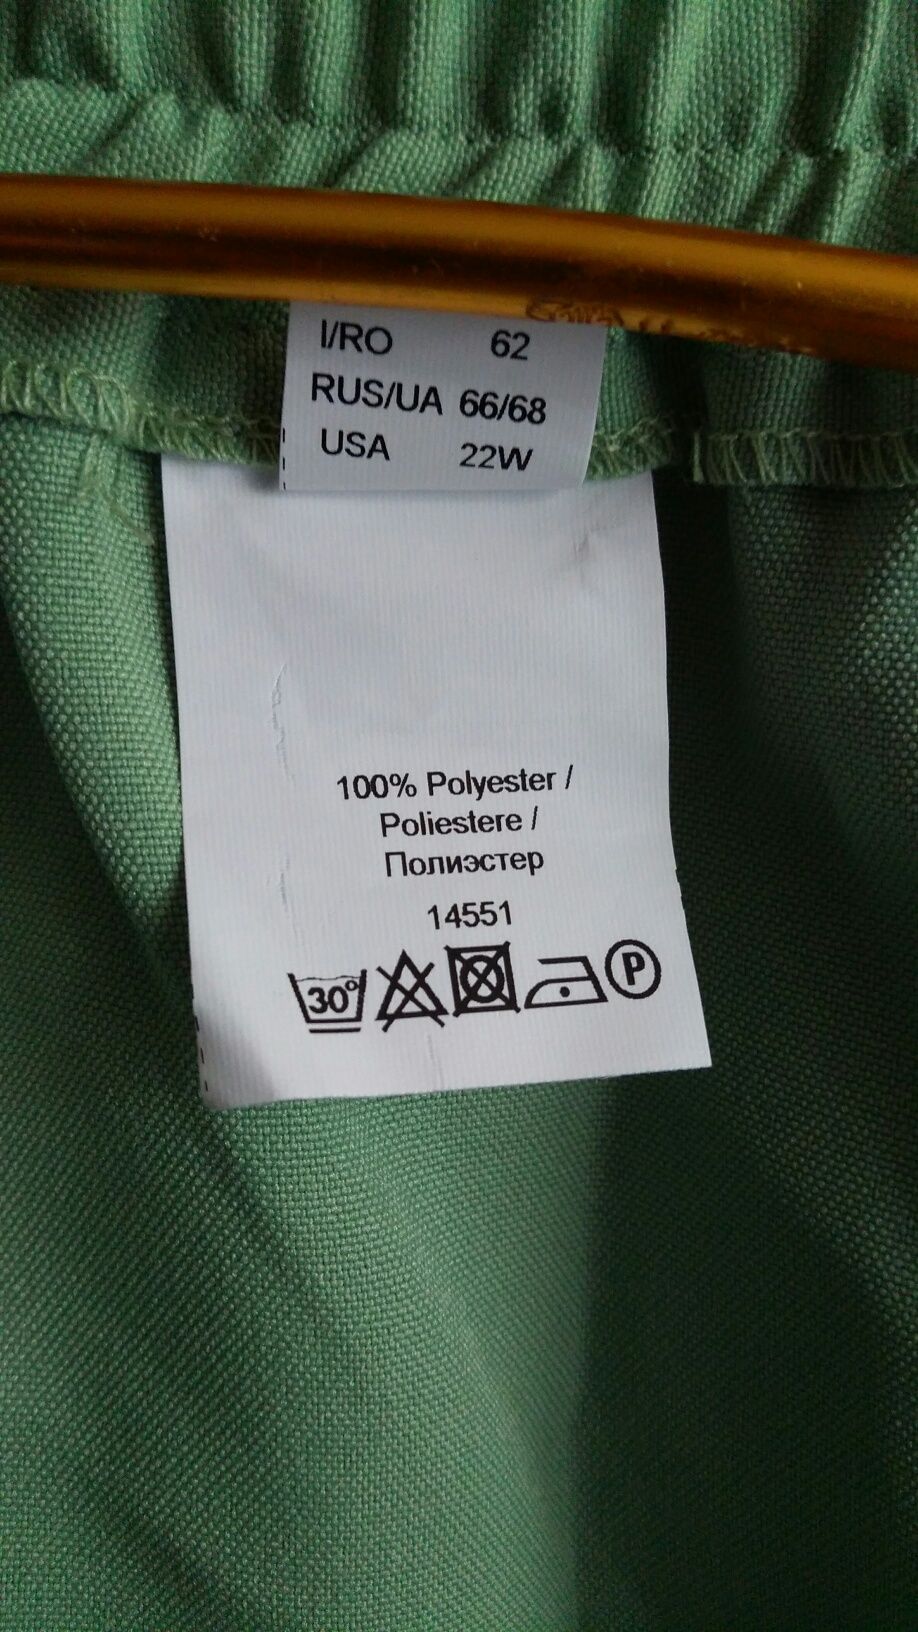 I/RO 62
RUS/UA 66/68
USA 22W
100% Polyester /
Poliestere /
Полиэстер
14551
30° P